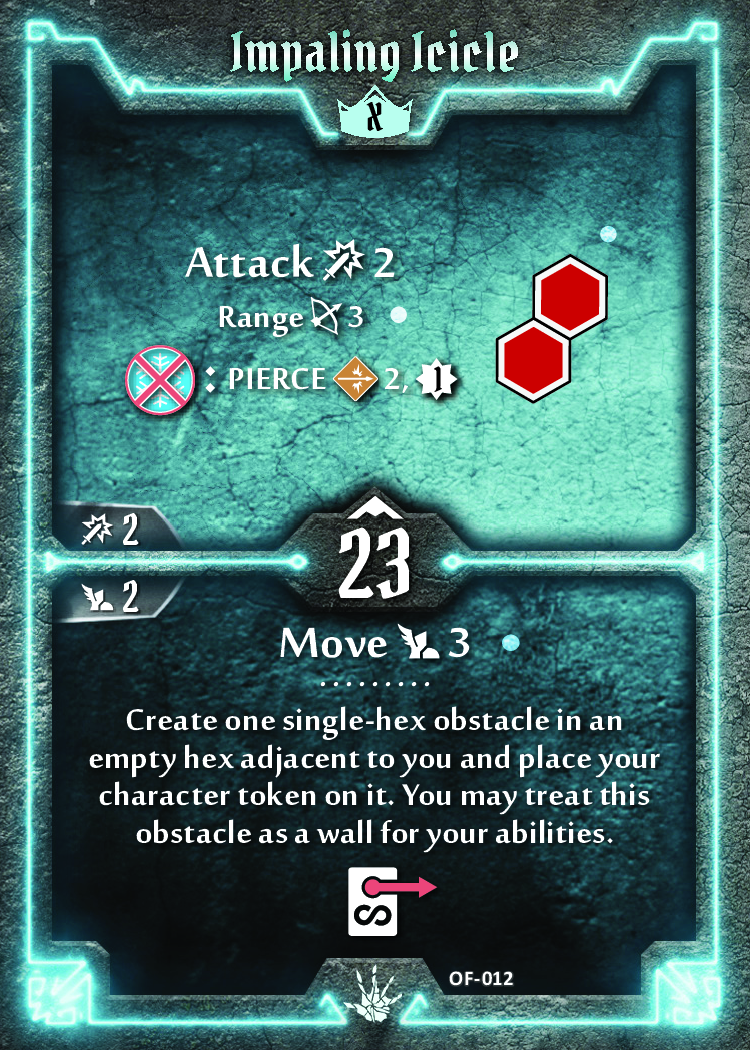 Impaling Icicle
X
Attack 2
Range 3
: PIERCE 2, 1
2
23
2
Move 3
.........
Create one single-hex obstacle in an
empty hex adjacent to you and place your
character token on it. You may treat this
obstacle as a wall for your abilities.
OF-012